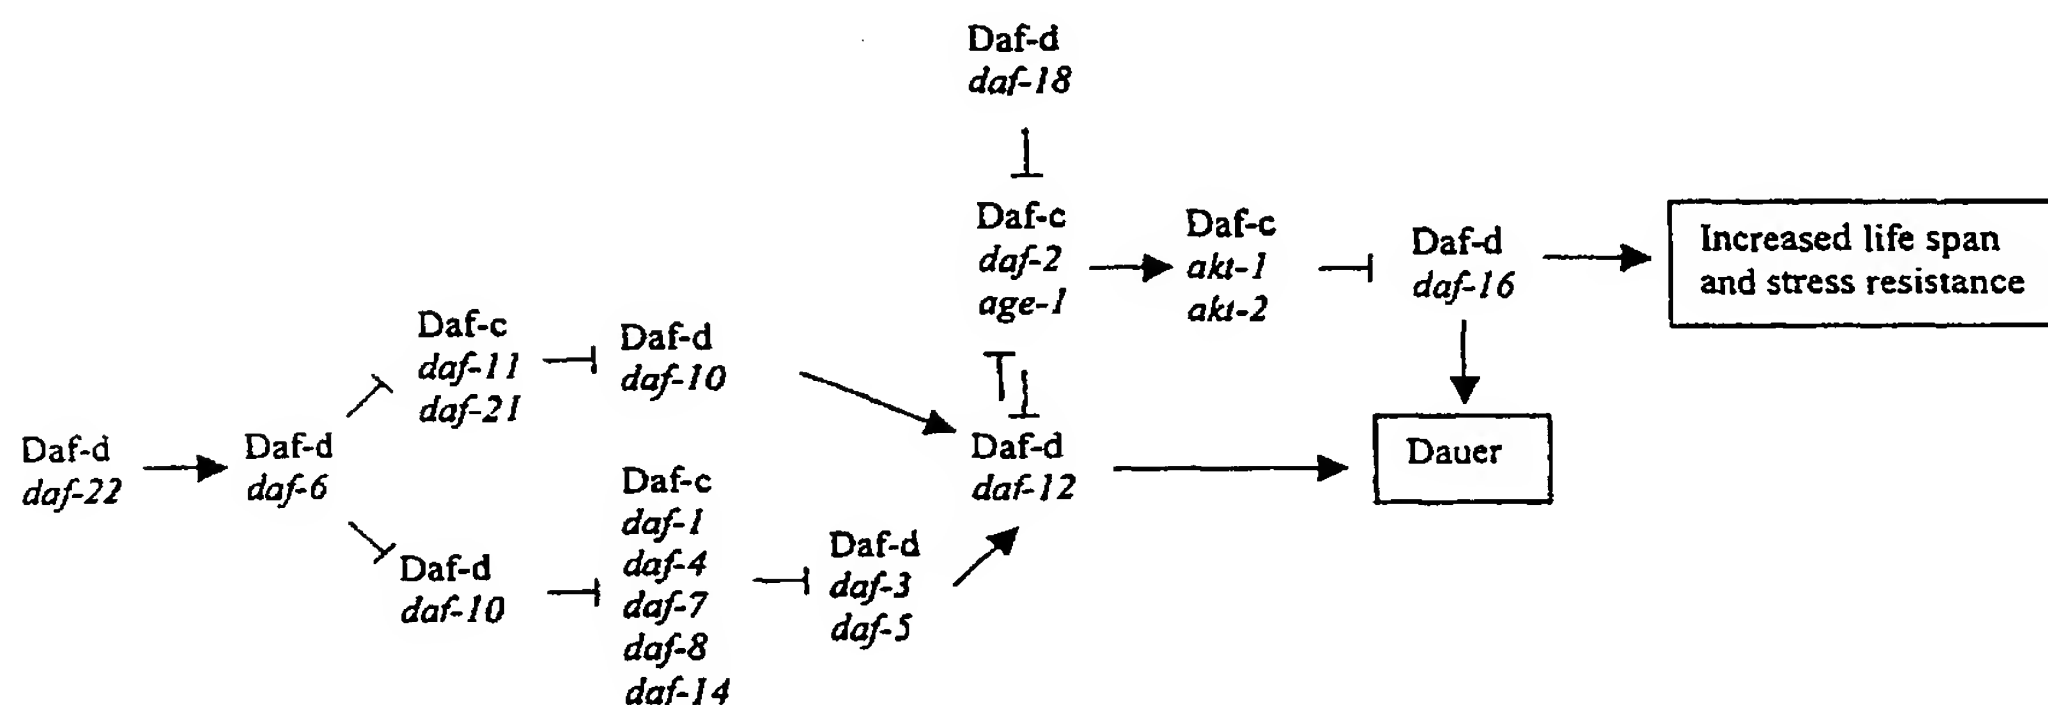 Daf-d
daf-18
Daf-c
daf-2
age-1
Daf-c
akt-1
akt-2
Daf-d
daf-16
Increased life span
and stress resistance
Daf-c
daf-11
daf-21
Daf-d
daf-10
Daf-d
daf-22
Daf-d
daf-6
Daf-d
daf-12
Dauer
Daf-d
daf-10
Daf-c
daf-1
daf-4
daf-7
daf-8
daf-14
Daf-d
daf-3
daf-5